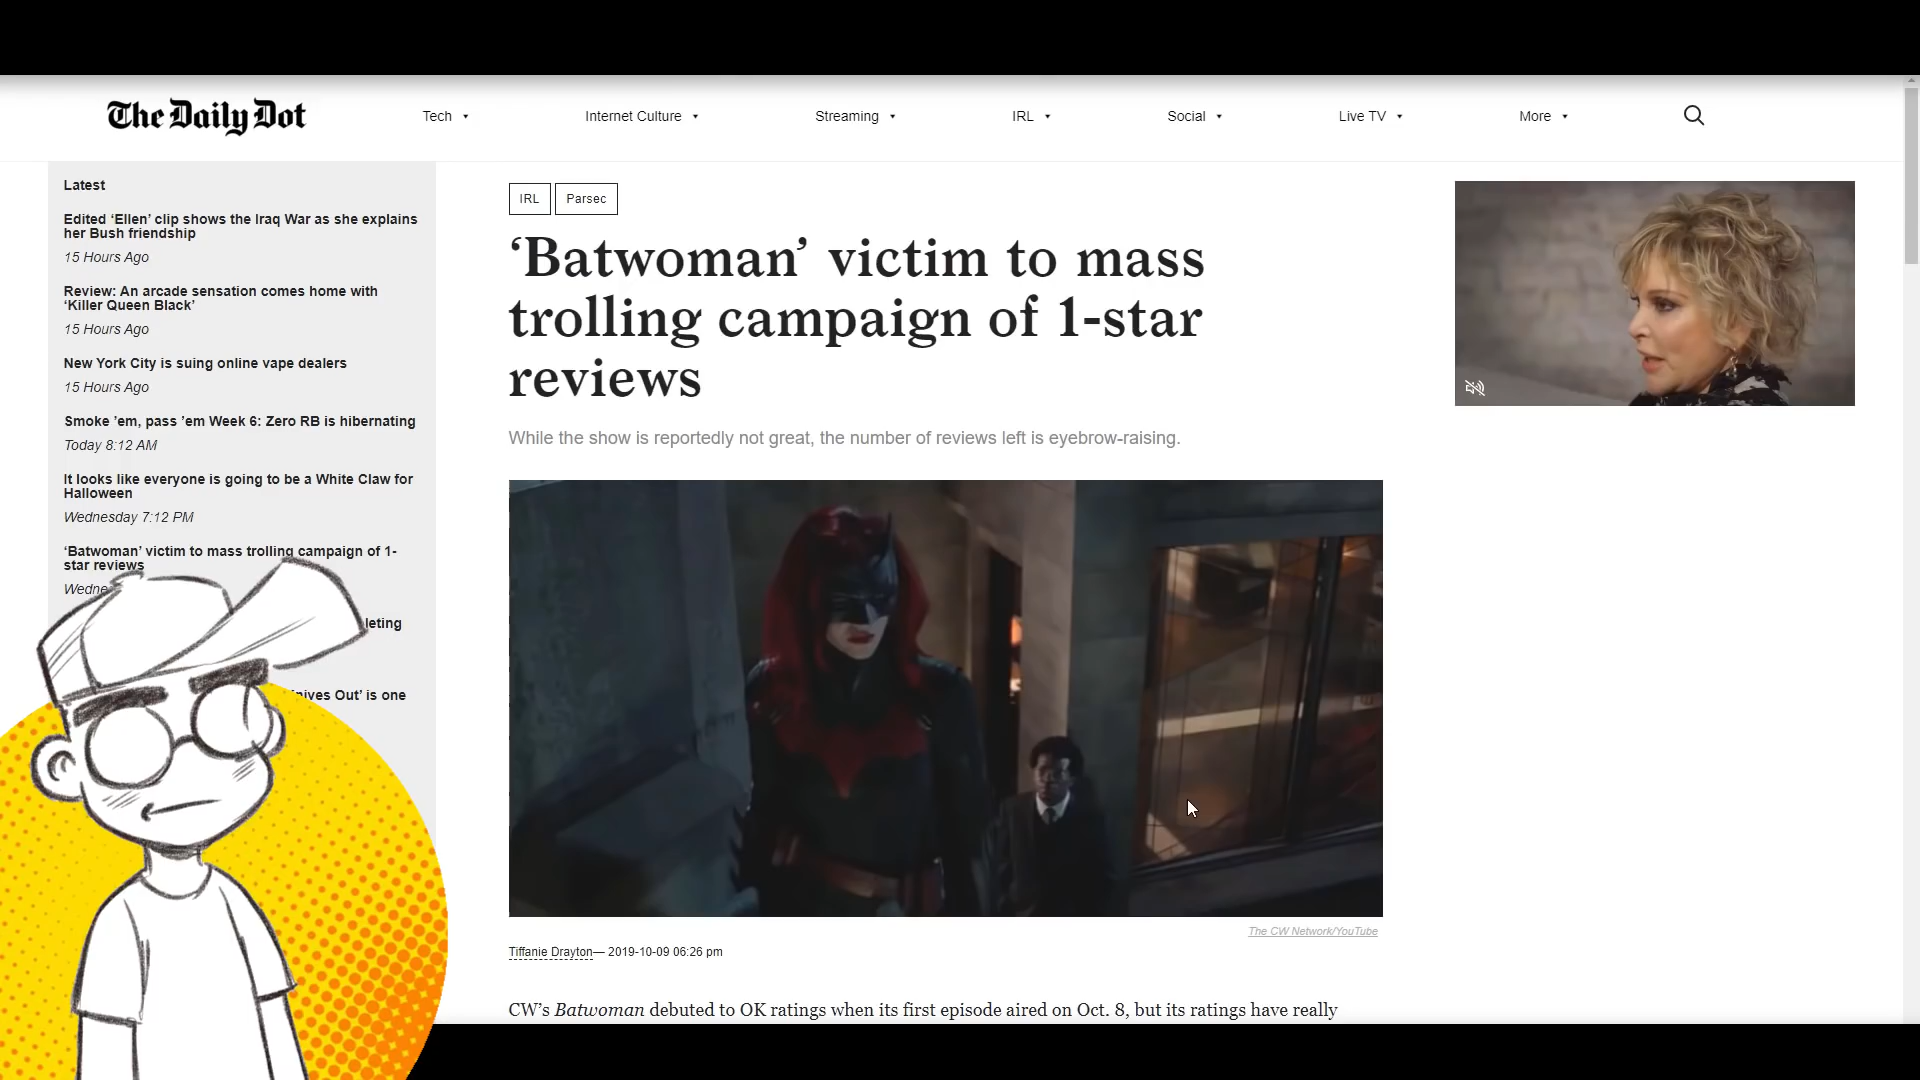 The Daily Dot
Tech
Internet Culture
Streaming
IRL
Social
Live TV
More
Latest
Edited ‘Ellen’ clip shows the Iraq War as she explains
her Bush friendship
15 Hours Ago
Review: An arcade sensation comes home with
‘Killer Queen Black’
15 Hours Ago
New York City is suing online vape dealers
15 Hours Ago
Smoke ’em, pass ’em Week 6: Zero RB is hibernating
Today 8:12 AM
It looks like everyone is going to be a White Claw for
Halloween
Wednesday 7:12 PM
‘Batwoman’ victim to mass trolling campaign of 1-
star reviews
Out’ is one
IRL
Parsec
‘Batwoman’ victim to mass
trolling campaign of 1-star
reviews
While the show is reportedly not great, the number of reviews left is eyebrow-raising.
The CW Network/YouTube
Tiffanie Drayton— 2019-10-09 06:26 pm
CW’s Batwoman debuted to OK ratings when its first episode aired on Oct. 8, but its ratings have really